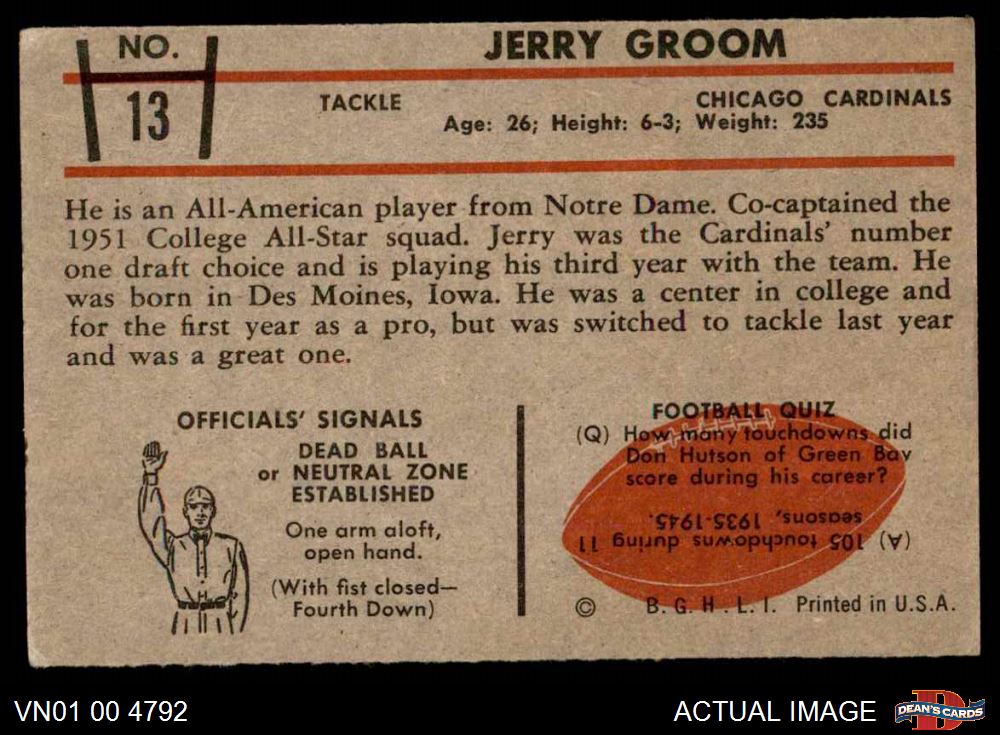 NO.
13
JERRY GROOM
TACKLE
CHICAGO CARDINALS
Age: 26; Height: 6-3; Weight: 235
He is an All-American player from Notre Dame. Co-captained the
1951 College All-Star squad. Jerry was the Cardinals' number
one draft choice and is playing his third year with the team. He
was born in Des Moines, Iowa. He was a center in college and
for the first year as a pro, but was switched to tackle last year
and was a great one.
OFFICIALS' SIGNALS
DEAD BALL
or NEUTRAL ZONE
ESTABLISHED
One arm aloft,
open hand.
(With fist closed—
Fourth Down)
FOOTBALL QUIZ
(Q) How many touchdowns did
Don Hutson of Green Bay
score during his career?
(A) 105 touchdowns during 11
seasons, 1935-1945.
© B. G. H. L. I. Printed in U.S.A.
VN01 00 4792
ACTUAL IMAGE
D
DEAN'S CARDS